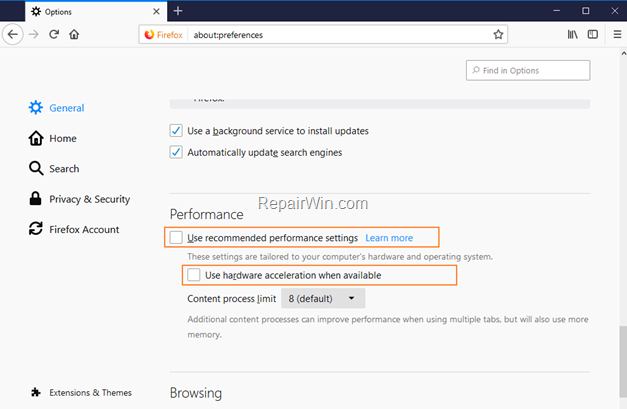 Options
Firefox about:preferences
Find in Options
General
Home
Search
Privacy & Security
Firefox Account
Extensions & Themes
Firefox.
Use a background service to install updates
Automatically update search engines
RepairWin.com
Performance
Use recommended performance settings Learn more
These settings are tailored to your computer's hardware and operating system.
Use hardware acceleration when available
Content process limit 8 (default)
Additional content processes can improve performance when using multiple tabs, but will also use more
memory.
Browsing